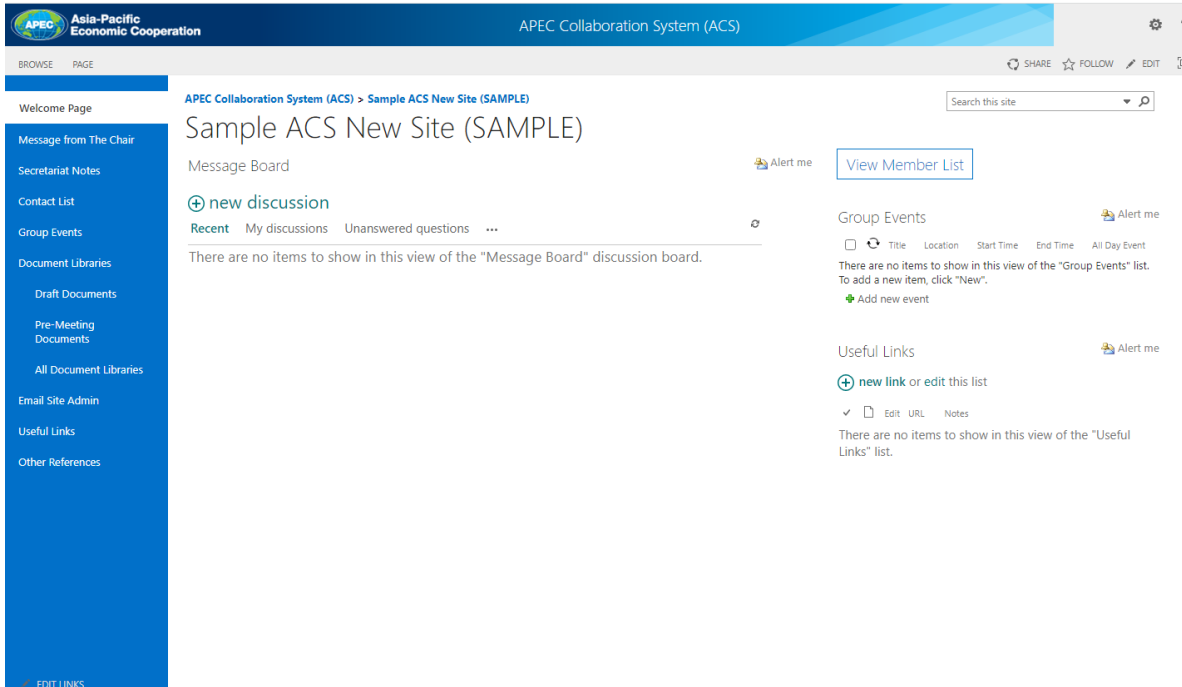 APEC
Asia-Pacific
Economic Cooperation
APEC Collaboration System (ACS)
BROWSE PAGE
SHARE FOLLOW EDIT
Welcome Page
Message from The Chair
Secretariat Notes
Contact List
Group Events
Document Libraries
Draft Documents
Pre-Meeting
Documents
All Document Libraries
Email Site Admin
Useful Links
Other References
EDIT LINKS
APEC Collaboration System (ACS) > Sample ACS New Site (SAMPLE)
Search this site
Sample ACS New Site (SAMPLE)
Message Board
Alert me
new discussion
Recent My discussions Unanswered questions ...
There are no items to show in this view of the "Message Board" discussion board.
View Member List
Group Events
Alert me
Title Location Start Time End Time All Day Event
There are no items to show in this view of the "Group Events" list.
To add a new item, click "New".
Add new event
Useful Links
Alert me
new link or edit this list
Edit URL Notes
There are no items to show in this view of the "Useful
Links" list.